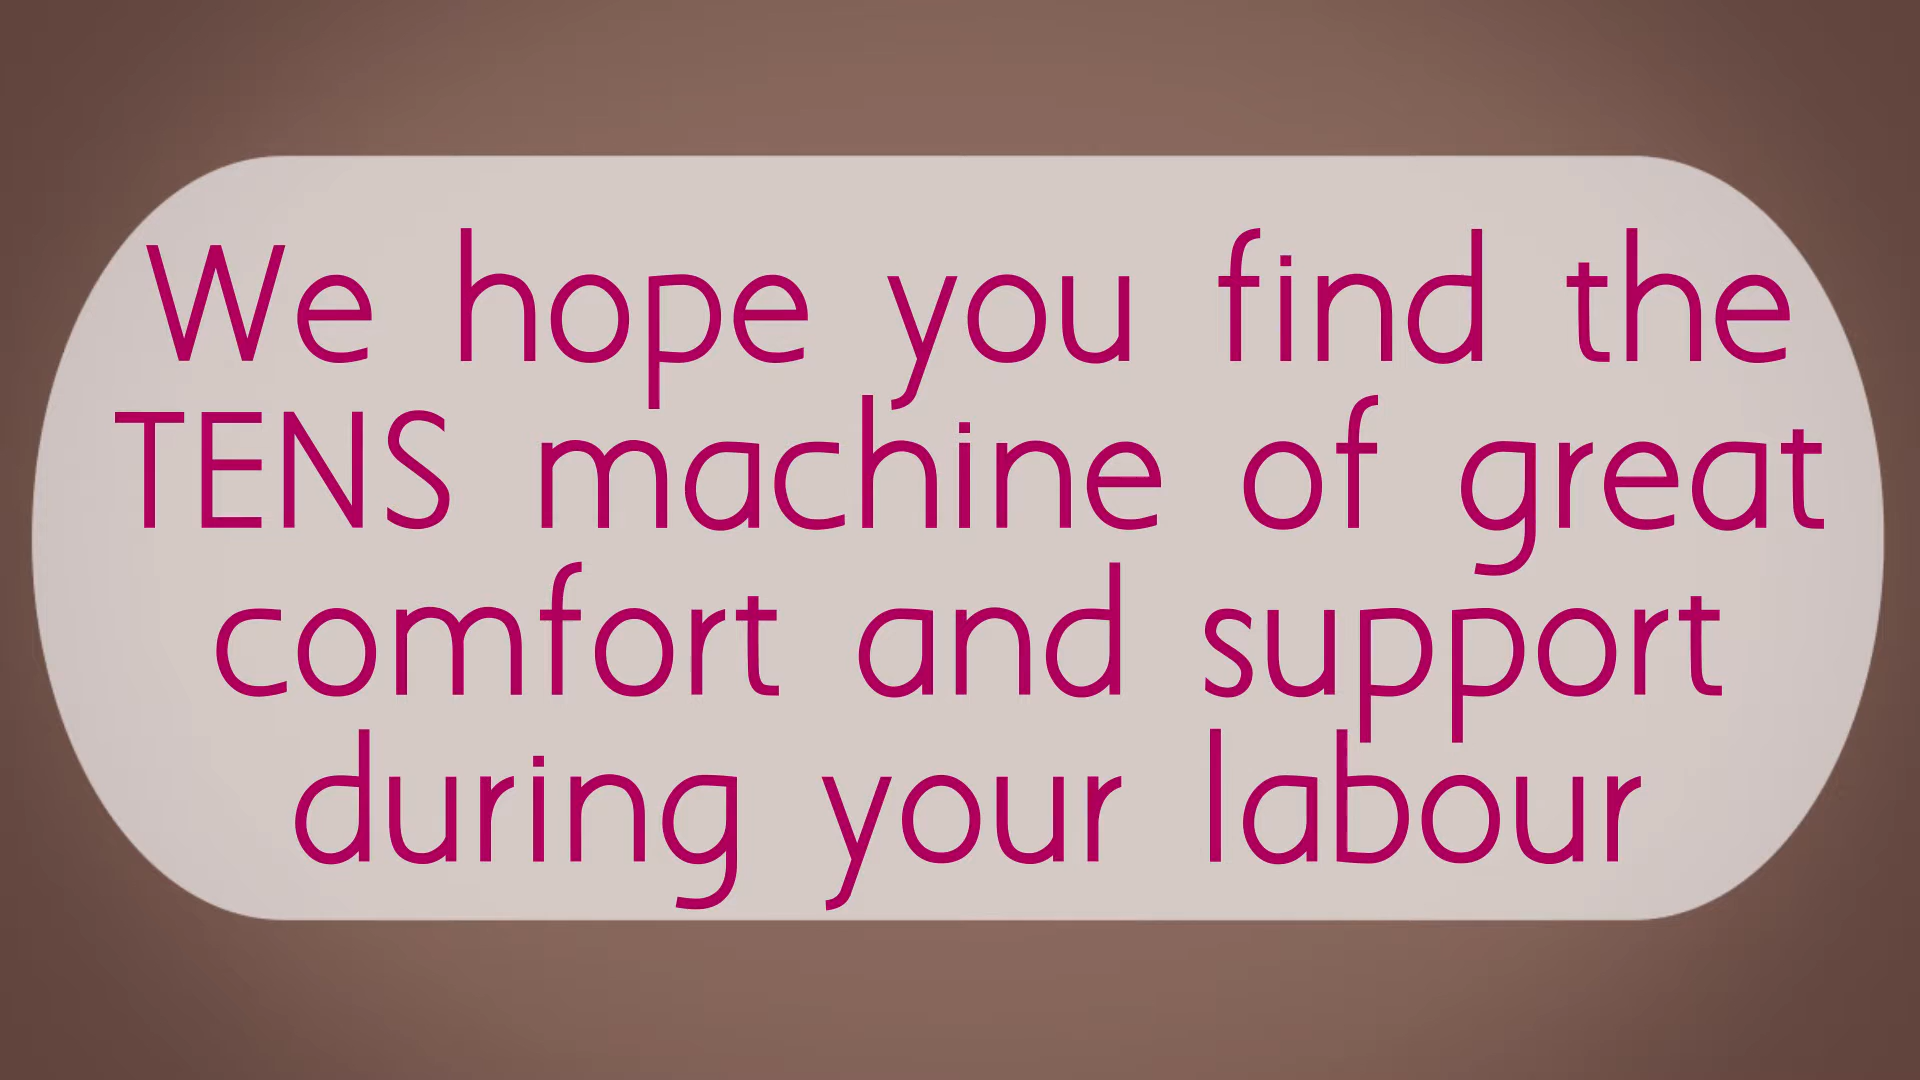 We hope you find the
TENS machine of great
comfort and support
during your labour